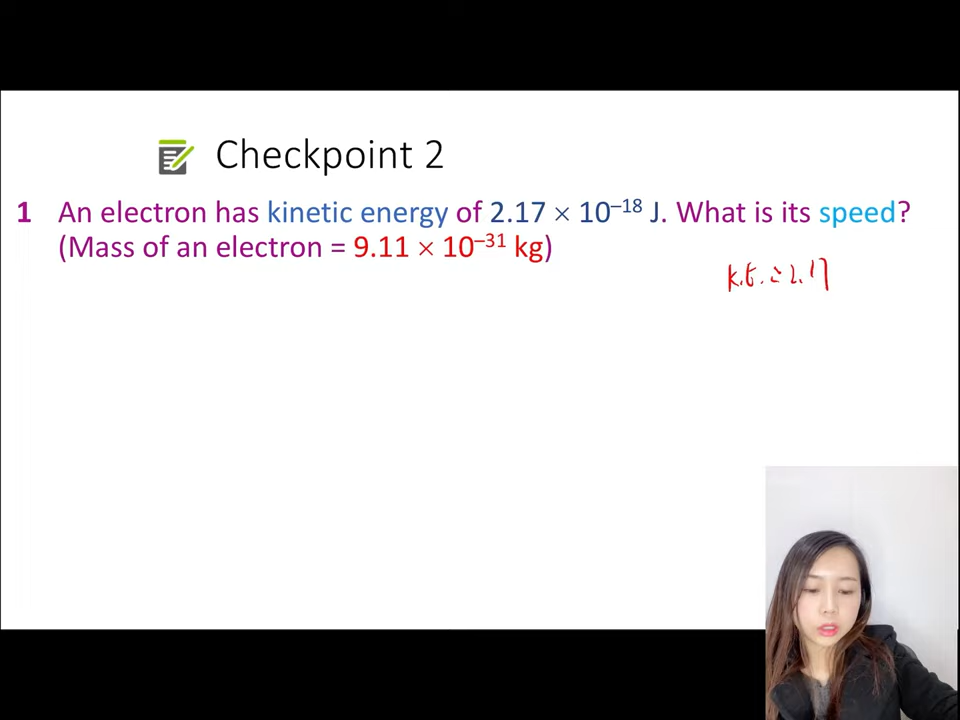 Checkpoint 2
1 An electron has kinetic energy of 2.17 × 10⁻¹⁸ J. What is its speed?
(Mass of an electron = 9.11 × 10⁻³¹ kg)
K.E. = 2.17